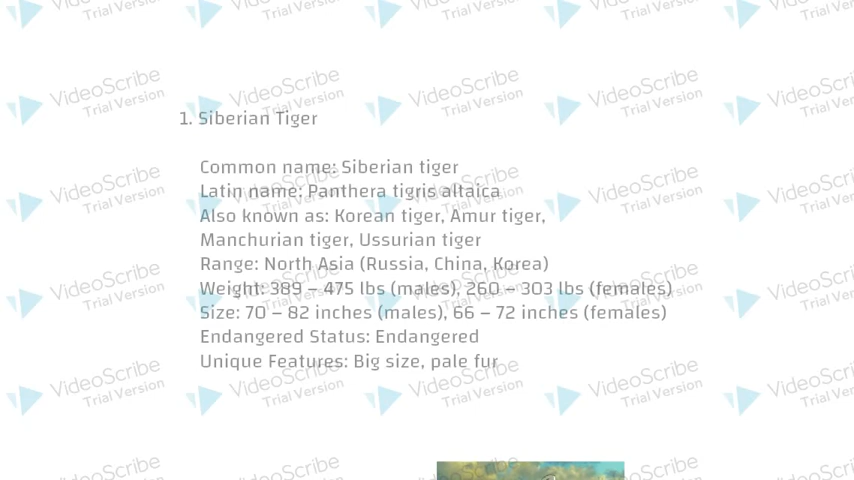 1. Siberian Tiger
Common name: Siberian tiger
Latin name: Panthera tigris altaica
Also known as: Korean tiger, Amur tiger,
Manchurian tiger, Ussurian tiger
Range: North Asia (Russia, China, Korea)
Weight: 389 – 475 lbs (males), 260 – 303 lbs (females)
Size: 70 – 82 inches (males), 66 – 72 inches (females)
Endangered Status: Endangered
Unique Features: Big size, pale fur
VideoScribe
Trial Version